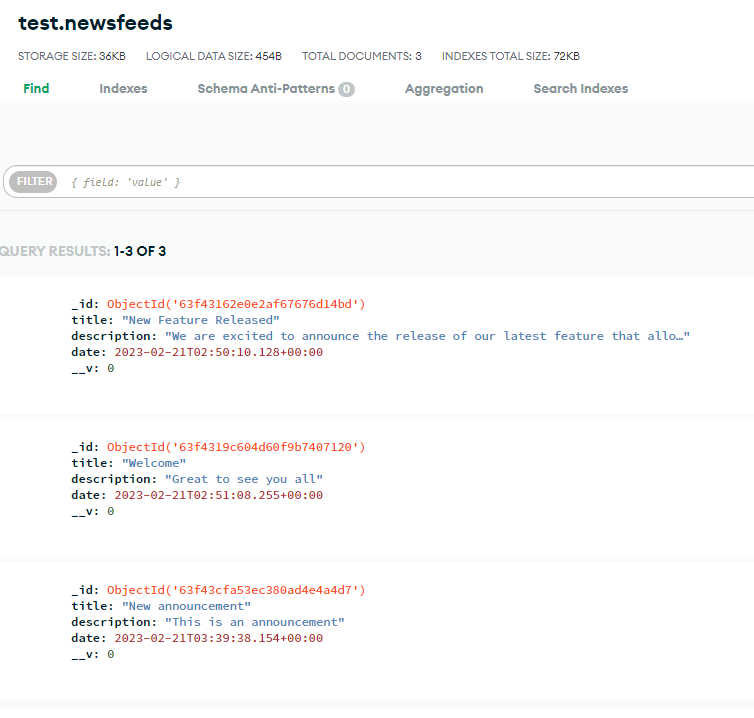 test.newsfeeds
STORAGE SIZE: 36KB LOGICAL DATA SIZE: 454B TOTAL DOCUMENTS: 3 INDEXES TOTAL SIZE: 72KB
Find Indexes Schema Anti-Patterns 0 Aggregation Search Indexes
FILTER { field: 'value' }
QUERY RESULTS: 1-3 OF 3
_id: ObjectId('63f43162e0e2af67676d14bd')
title: "New Feature Released"
description: "We are excited to announce the release of our latest feature that allo…"
date: 2023-02-21T02:50:10.128+00:00
__v: 0
_id: ObjectId('63f4319c604d60f9b7407120')
title: "Welcome"
description: "Great to see you all"
date: 2023-02-21T02:51:08.255+00:00
__v: 0
_id: ObjectId('63f43cfa53ec380ad4e4a4d7')
title: "New announcement"
description: "This is an announcement"
date: 2023-02-21T03:39:38.154+00:00
__v: 0